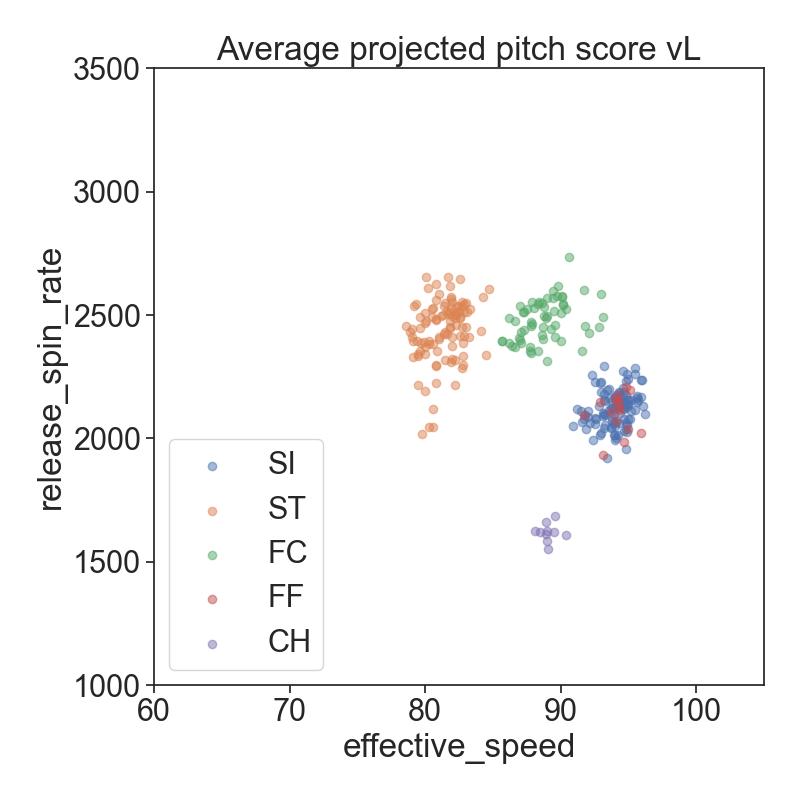 Average projected pitch score vL
3500
3000
2500
2000
1500
1000
release_spin_rate
SI
ST
FC
FF
CH
60 70 80 90 100
effective_speed